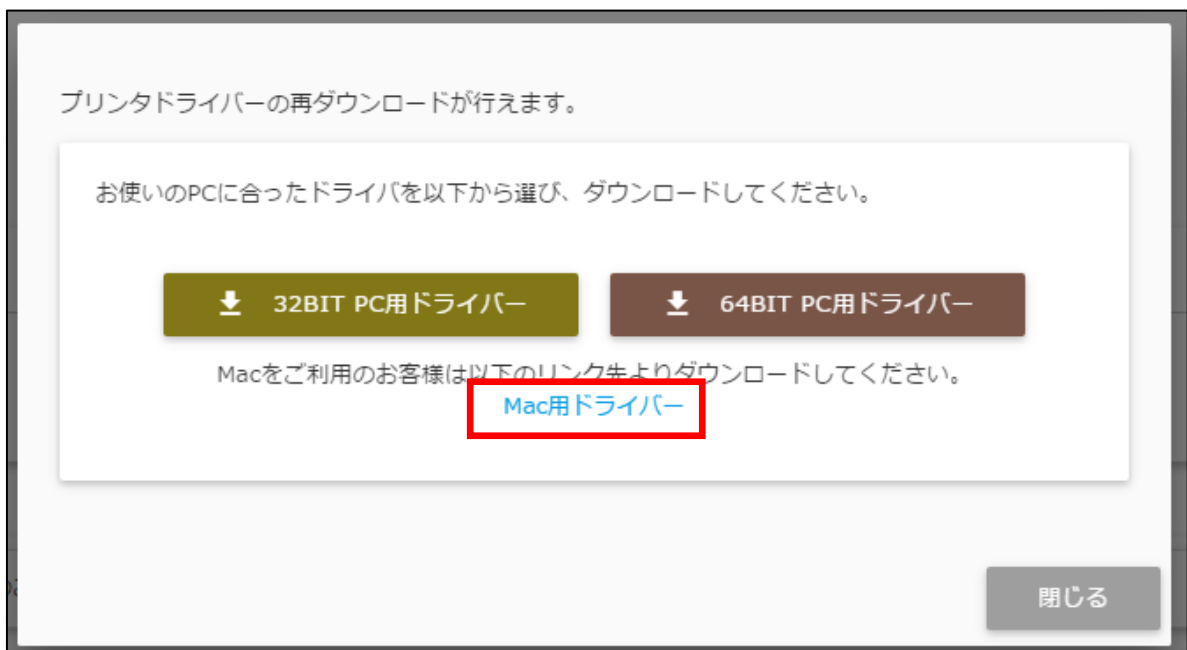 プリンタドライバーの再ダウンロードが行えます。
お使いのPCに合ったドライバを以下から選び、ダウンロードしてください。
32BIT PC用ドライバー
64BIT PC用ドライバー
Macをご利用のお客様は以下のリンク先よりダウンロードしてください。
Mac用ドライバー
閉じる